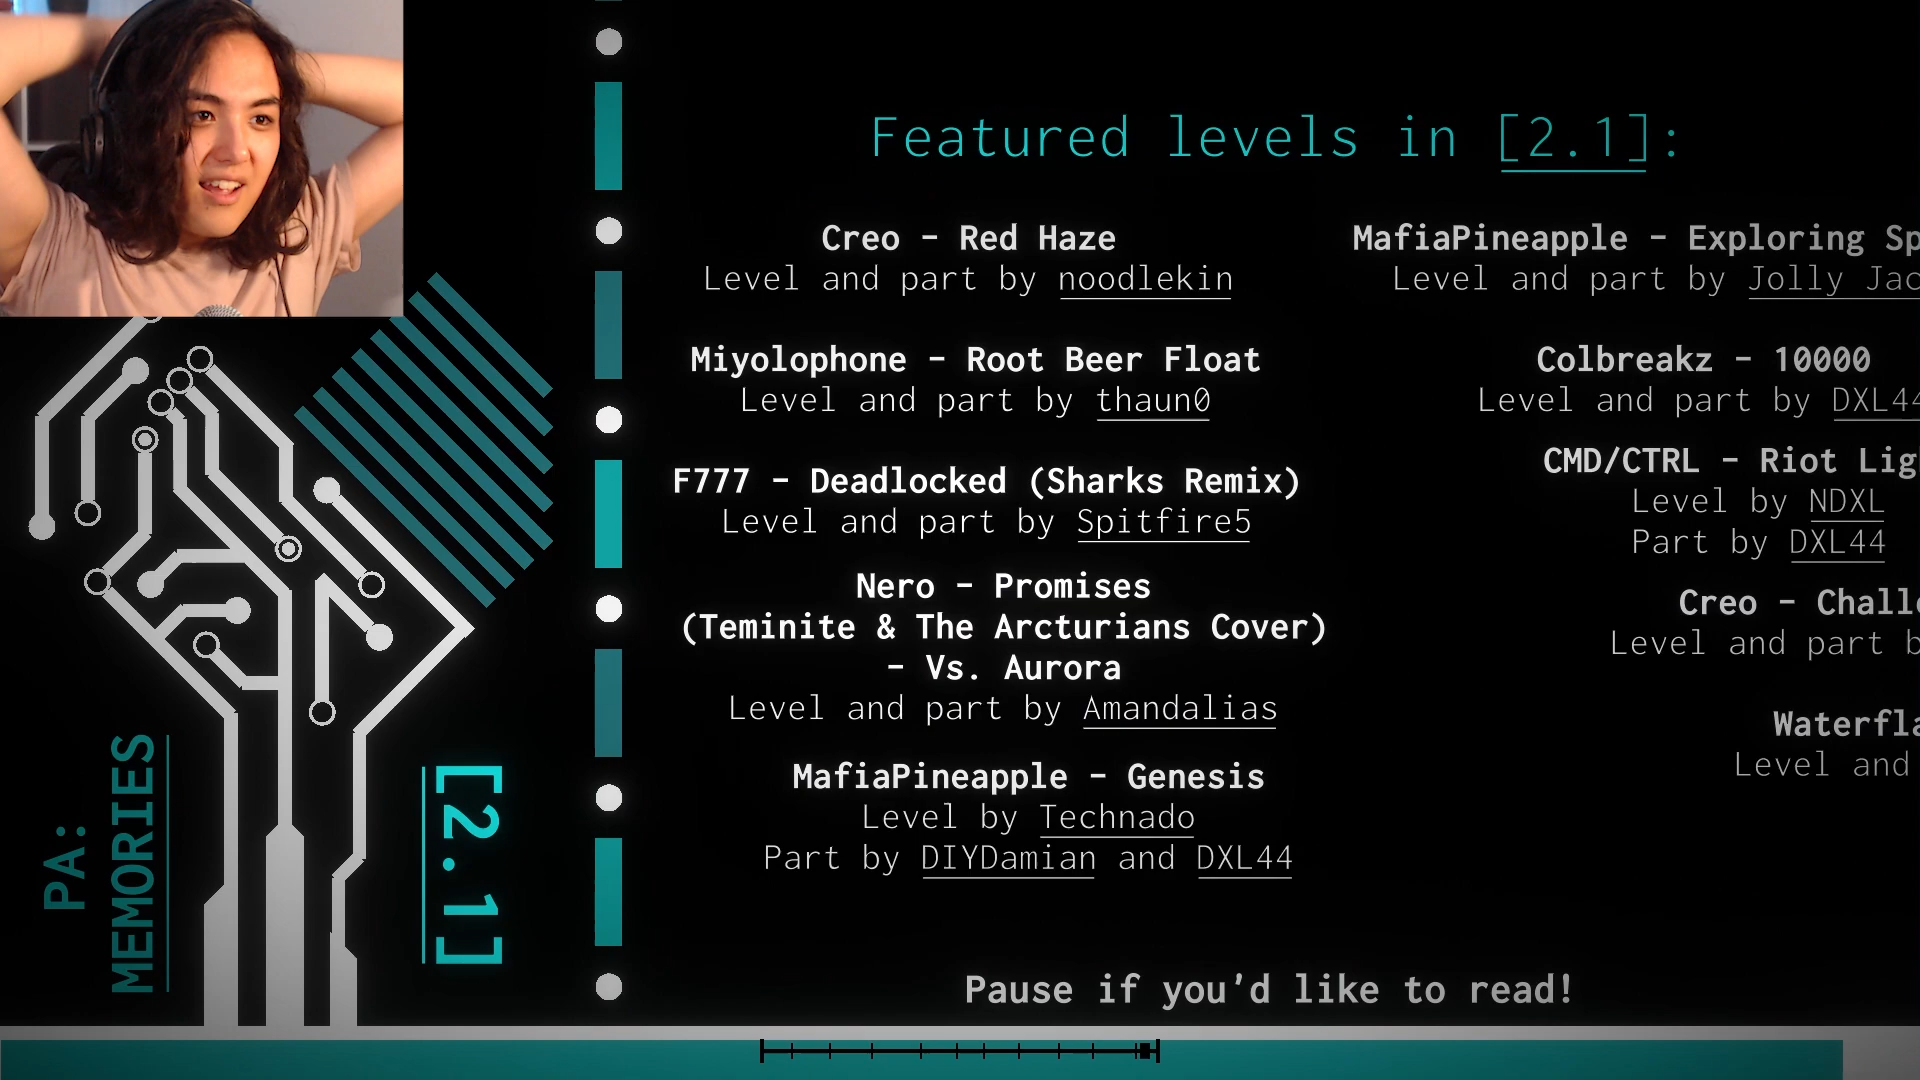 Featured levels in [2.1]:
Creo - Red Haze
Level and part by noodlekin
Miyolophone - Root Beer Float
Level and part by thaun0
F777 - Deadlocked (Sharks Remix)
Level and part by Spitfire5
Nero - Promises
(Teminite & The Arcturians Cover)
- Vs. Aurora
Level and part by Amandalias
MafiaPineapple - Genesis
Level by Technado
Part by DIYDamian and DXL44
MafiaPineapple - Exploring
Level and part by Jolly
Colbreakz - 10000
Level and part by DXL44
CMD/CTRL - Riot
Level by NDXL
Part by DXL44
Creo -
Level and part
Level and
Pause if you'd like to read!
PA:
MEMORIES
[2.1]